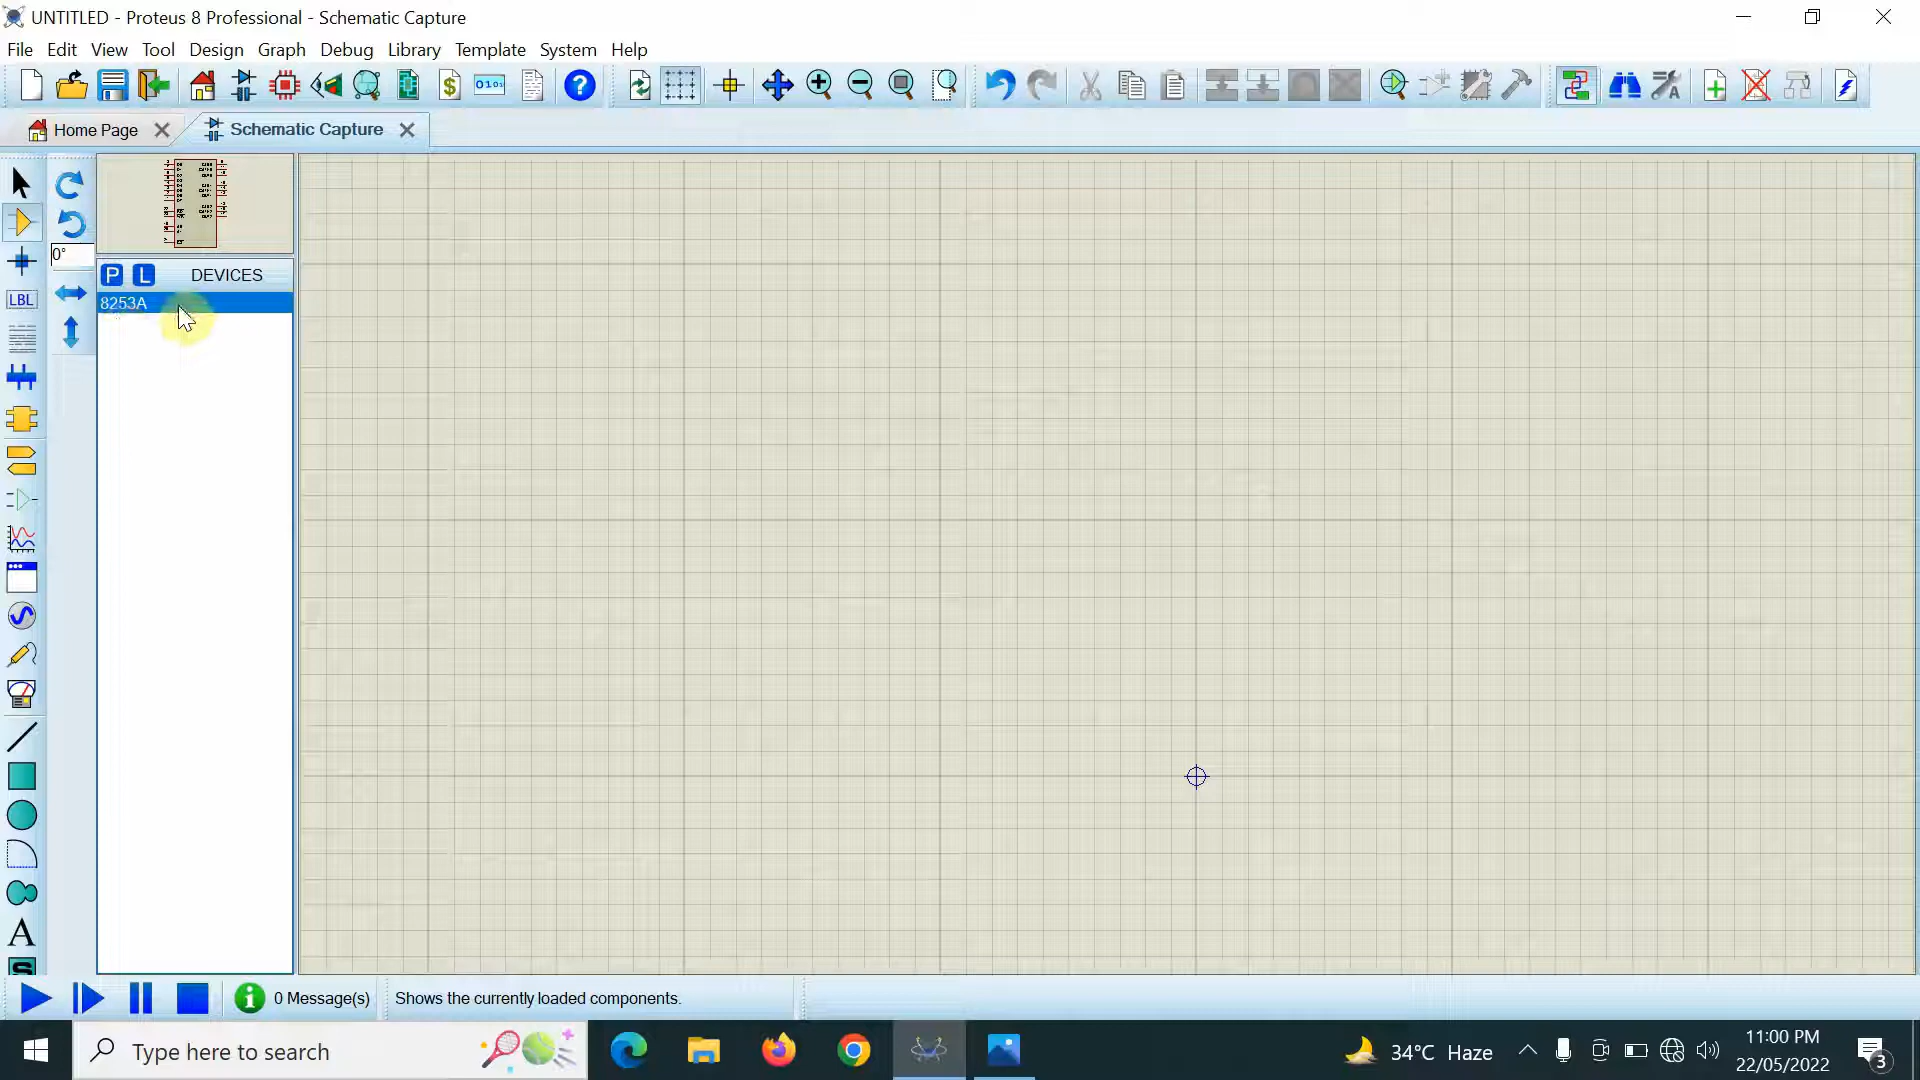 UNTITLED - Proteus 8 Professional - Schematic Capture
File Edit View Tool Design Graph Debug Library Template System Help
$ 0101 ?
Home Page Schematic Capture
0°
P L DEVICES
8253A
LBL
A
S
0 Message(s) Shows the currently loaded components.
Type here to search
34°C Haze
11:00 PM
22/05/2022
3